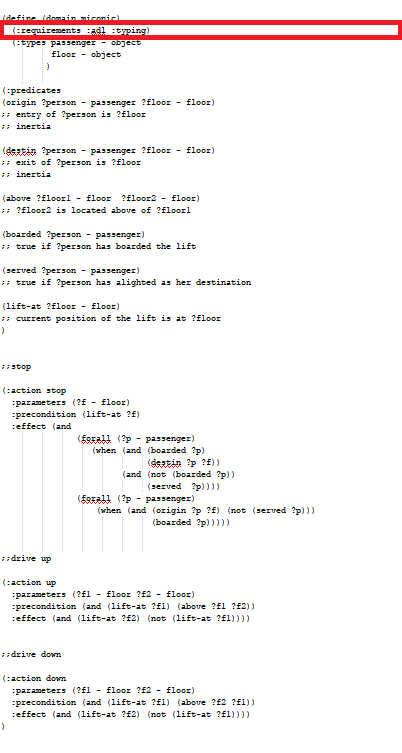 (define (domain miconic)
(:requirements :adl :typing)
(:types passenger - object
floor - object
)
(:predicates
(origin ?person - passenger ?floor - floor)
;; entry of ?person is ?floor
;; inertia
(destin ?person - passenger ?floor - floor)
;; exit of ?person is ?floor
;; inertia
(above ?floor1 - floor ?floor2 - floor)
;; ?floor2 is located above of ?floor1
(boarded ?person - passenger)
;; true if ?person has boarded the lift
(served ?person - passenger)
;; true if ?person has alighted as her destination
(lift-at ?floor - floor)
;; current position of the lift is at ?floor
)
;;stop
(:action stop
:parameters (?f - floor)
:precondition (lift-at ?f)
:effect (and
(forall (?p - passenger)
(when (and (boarded ?p)
(destin ?p ?f))
(and (not (boarded ?p))
(served ?p))))
(forall (?p - passenger)
(when (and (origin ?p ?f) (not (served ?p)))
(boarded ?p)))))
;;drive up
(:action up
:parameters (?f1 - floor ?f2 - floor)
:precondition (and (lift-at ?f1) (above ?f1 ?f2))
:effect (and (lift-at ?f2) (not (lift-at ?f1))))
;;drive down
(:action down
:parameters (?f1 - floor ?f2 - floor)
:precondition (and (lift-at ?f1) (above ?f2 ?f1))
:effect (and (lift-at ?f2) (not (lift-at ?f1))))
)